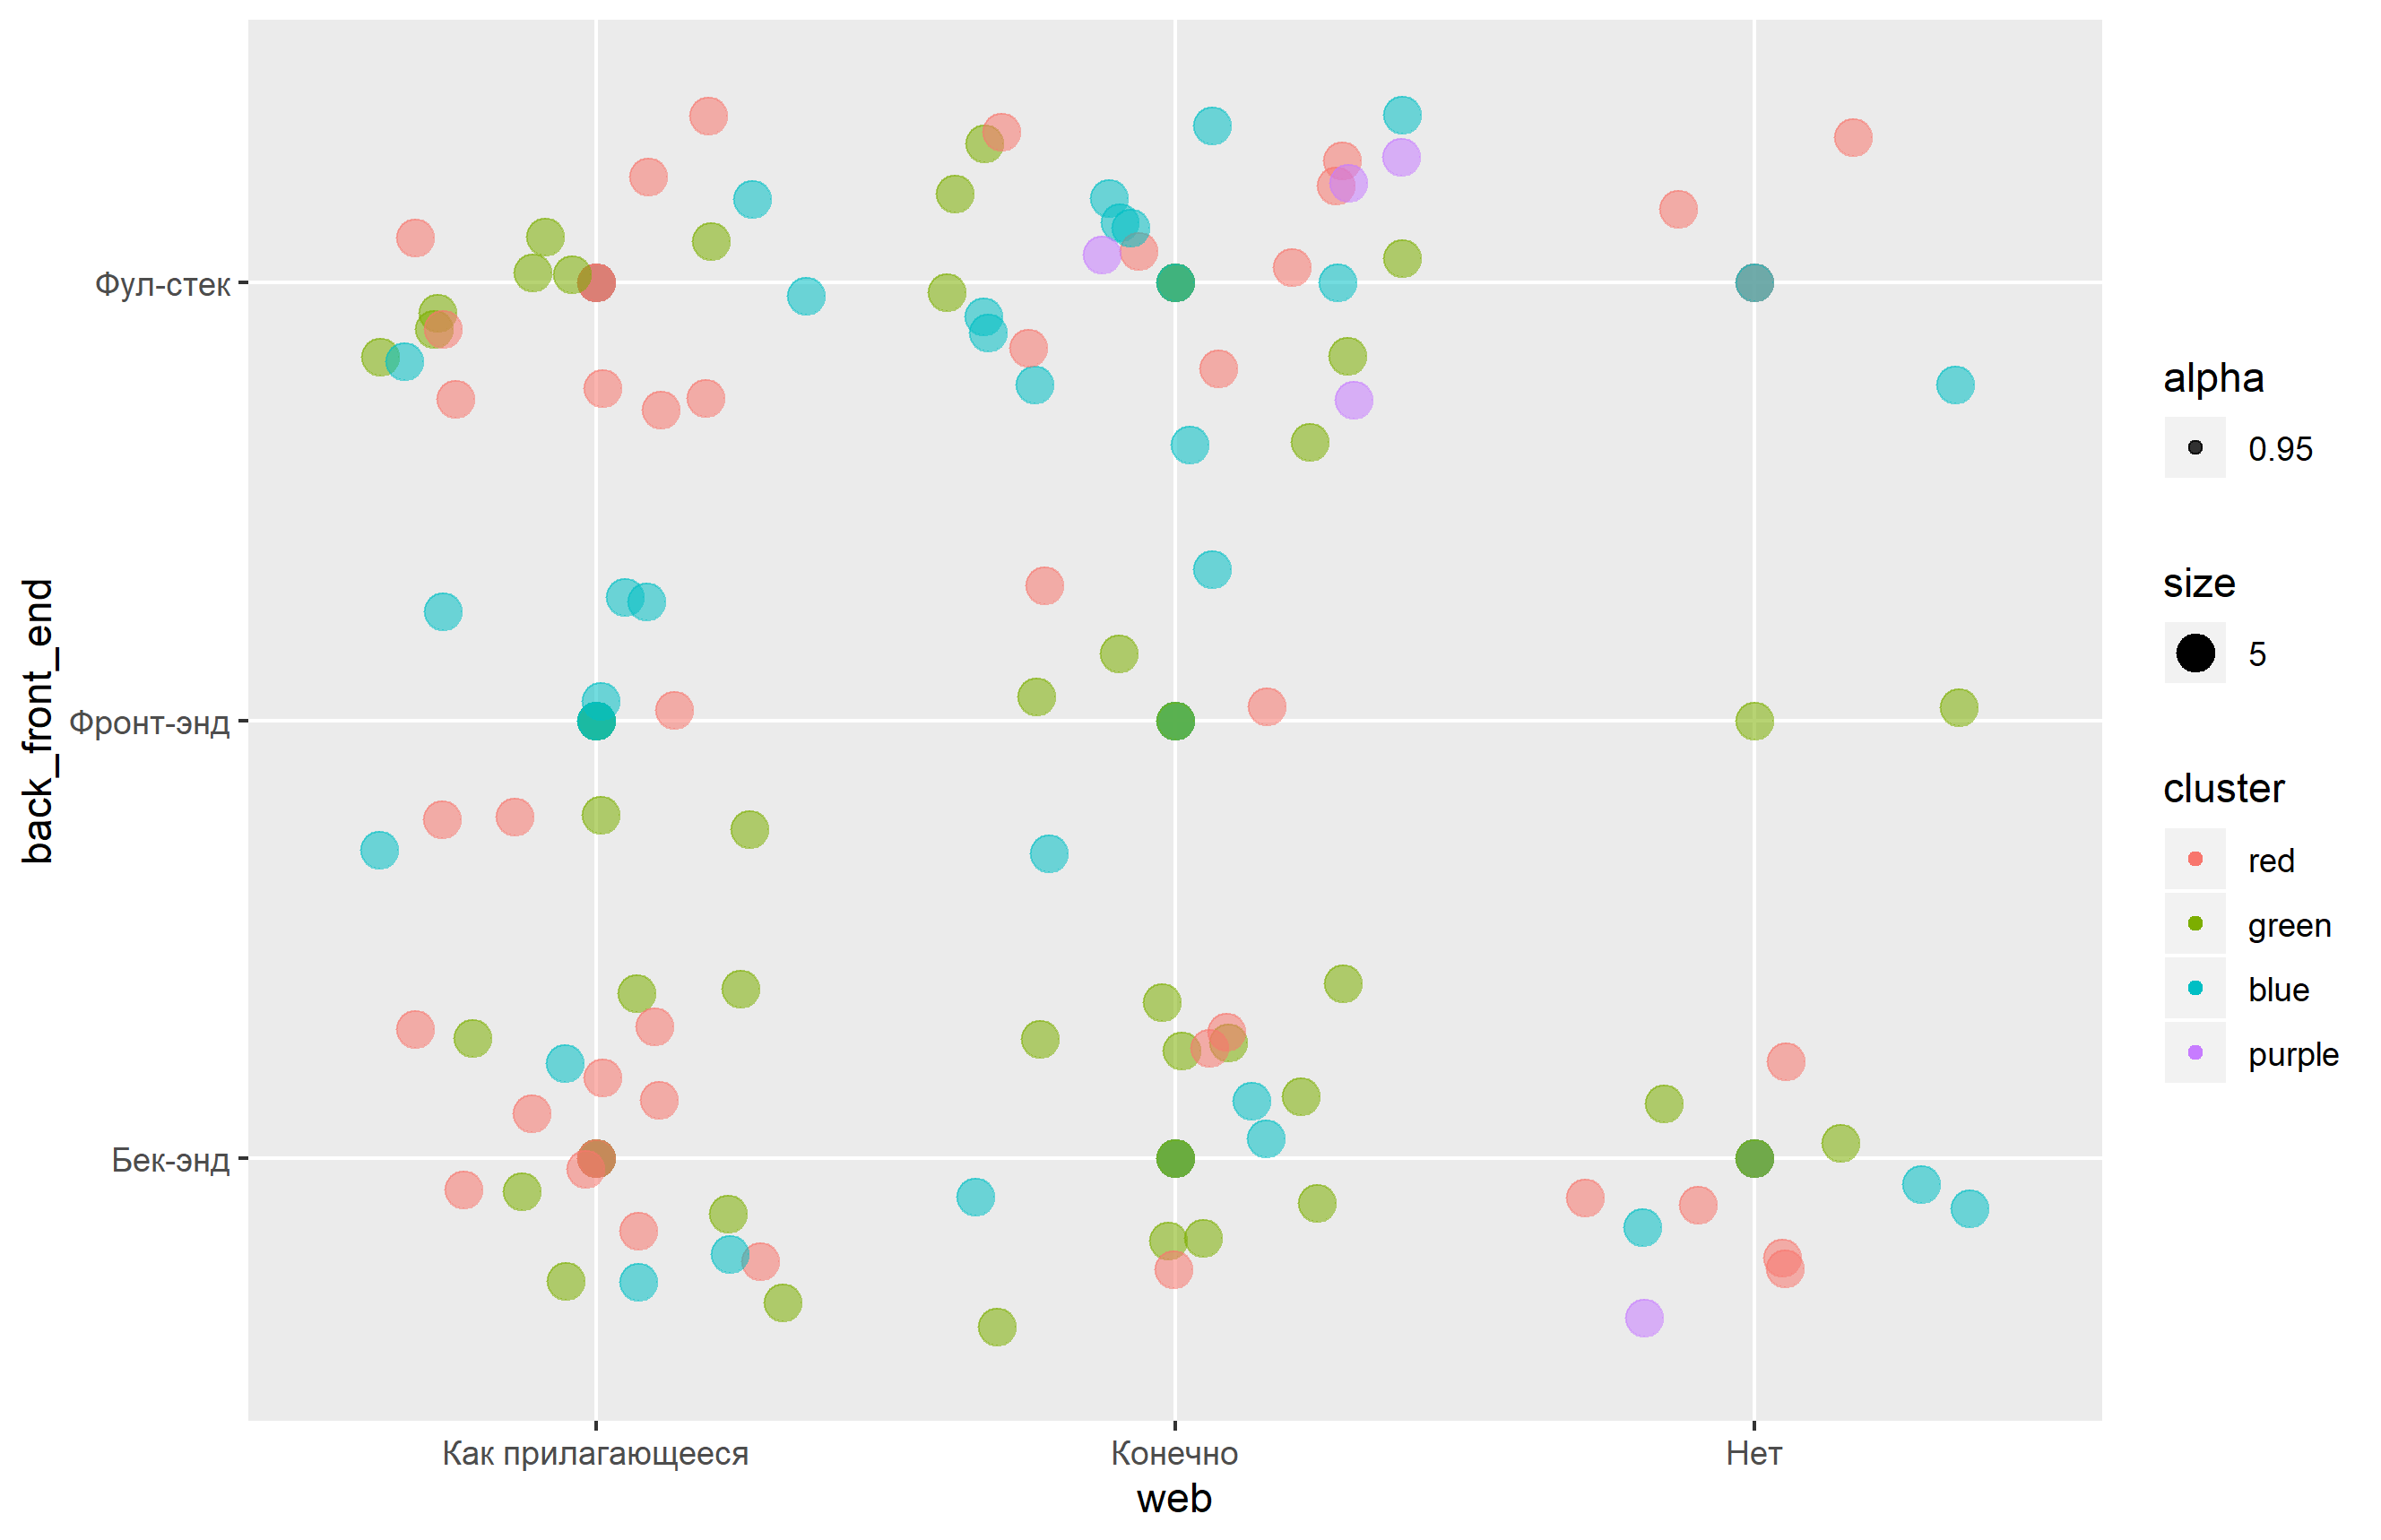 back_front_end
Фул-стек
Фронт-энд
Бек-энд
Как прилагающееся
Конечно
Нет
web
alpha
0.95
size
5
cluster
red
green
blue
purple